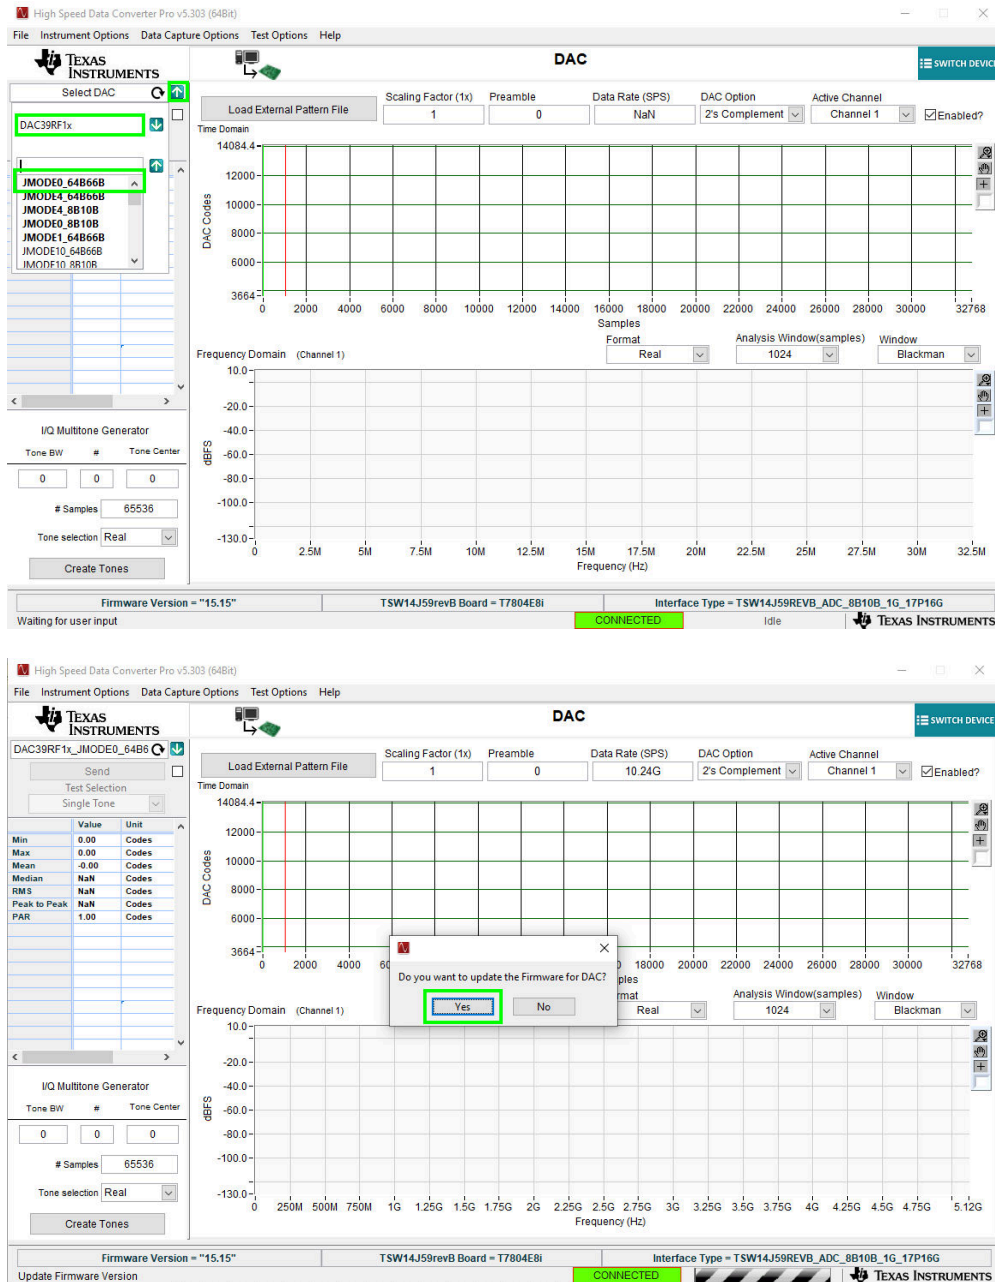 High Speed Data Converter Pro v5.303 (64Bit)
File Instrument Options Data Capture Options Test Options Help
TEXAS INSTRUMENTS
DAC
SWITCH DEVICE
Select DAC
DAC39RF1x
JMODE0_64B66B
JMODE4_64B66B
JMODE4_8B10B
JMODE0_8B10B
JMODE1_64B66B
JMODE10_64B66B
JMODE10_8B10B
Load External Pattern File
Scaling Factor (1x) Preamble Data Rate (SPS) DAC Option Active Channel
1 0 NaN 2's Complement Channel 1 Enabled?
Time Domain
DAC Codes
14084.4
12000
10000
8000
6000
3664
0 2000 4000 6000 8000 10000 12000 14000 16000 18000 20000 22000 24000 26000 28000 30000 32768
Samples
Format Analysis Window(samples) Window
Frequency Domain (Channel 1) Real 1024 Blackman
dBFS
10.0
-20.0
-40.0
-60.0
-80.0
-100.0
-130.0
0 2.5M 5M 7.5M 10M 12.5M 15M 17.5M 20M 22.5M 25M 27.5M 30M 32.5M
Frequency (Hz)
I/Q Multitone Generator
Tone BW # Tone Center
0 0 0
# Samples 65536
Tone selection Real
Create Tones
Firmware Version = "15.15" TSW14J59revB Board = T7804E8i Interface Type = TSW14J59REVB_ADC_8B10B_1G_17P16G
Waiting for user input CONNECTED Idle TEXAS INSTRUMENTS
High Speed Data Converter Pro v5.303 (64Bit)
File Instrument Options Data Capture Options Test Options Help
TEXAS INSTRUMENTS
DAC
SWITCH DEVICE
DAC39RF1x_JMODE0_64B6
Send
Test Selection
Single Tone
Value Unit
Min 0.00 Codes
Max 0.00 Codes
Mean -0.00 Codes
Median NaN Codes
RMS NaN Codes
Peak to Peak NaN Codes
PAR 1.00 Codes
Load External Pattern File
Scaling Factor (1x) Preamble Data Rate (SPS) DAC Option Active Channel
1 0 10.24G 2's Complement Channel 1 Enabled?
Time Domain
DAC Codes
14084.4
12000
10000
8000
6000
3664
0 2000 4000 60 18000 20000 22000 24000 26000 28000 30000 32768
ples
Do you want to update the Firmware for DAC?
Yes No
rmat Analysis Window(samples) Window
Frequency Domain (Channel 1) Real 1024 Blackman
dBFS
10.0
-20.0
-40.0
-60.0
-80.0
-100.0
-130.0
0 250M 500M 750M 1G 1.25G 1.5G 1.75G 2G 2.25G 2.5G 2.75G 3G 3.25G 3.5G 3.75G 4G 4.25G 4.5G 4.75G 5.12G
Frequency (Hz)
I/Q Multitone Generator
Tone BW # Tone Center
0 0 0
# Samples 65536
Tone selection Real
Create Tones
Firmware Version = "15.15" TSW14J59revB Board = T7804E8i Interface Type = TSW14J59REVB_ADC_8B10B_1G_17P16G
Update Firmware Version CONNECTED TEXAS INSTRUMENTS